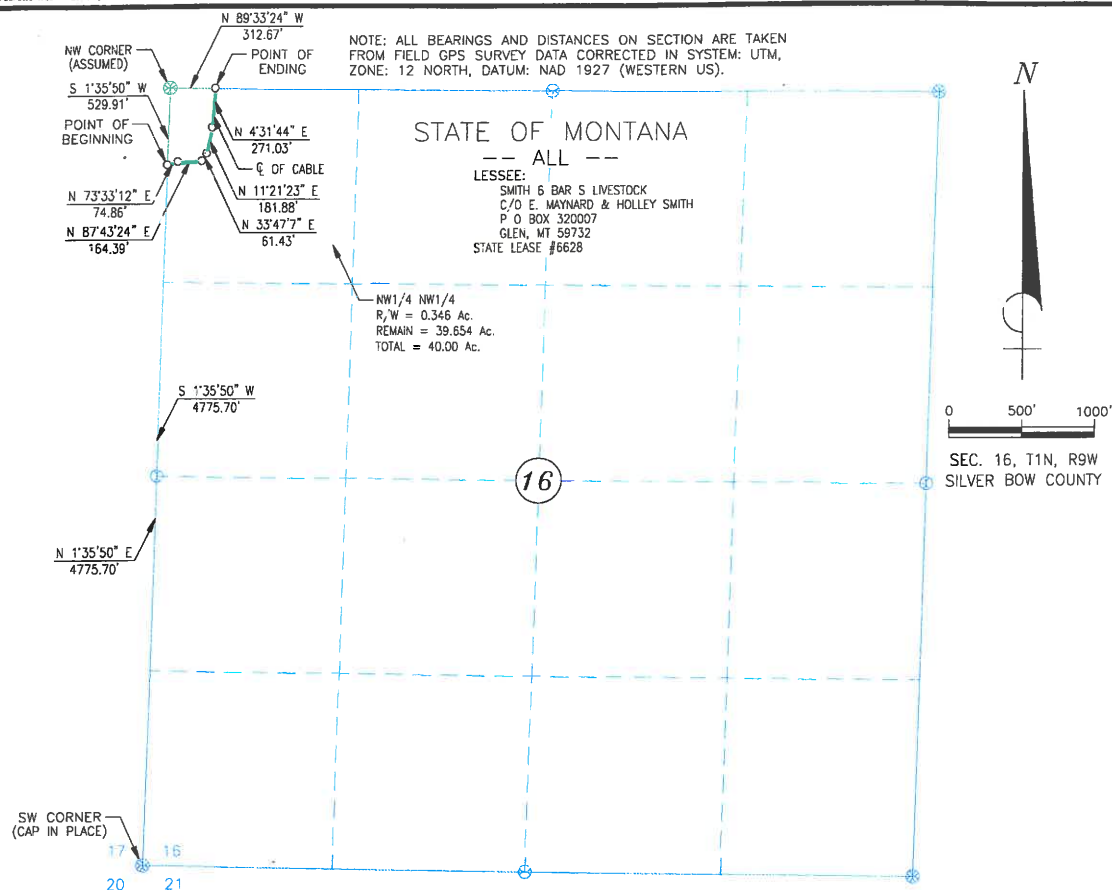 N 89°33'24" W
312.67'
NW CORNER
(ASSUMED)
POINT OF
ENDING
NOTE: ALL BEARINGS AND DISTANCES ON SECTION ARE TAKEN
FROM FIELD GPS SURVEY DATA CORRECTED IN SYSTEM: UTM,
ZONE: 12 NORTH, DATUM: NAD 1927 (WESTERN US).
N
S 1°35'50" W
529.91'
POINT OF
BEGINNING
N 4°31'44" E
271.03'
℄ OF CABLE
N 11°21'23" E
181.88'
N 33°47'7" E
61.43'
N 73°33'12" E
74.86'
N 87°43'24" E
164.39'
STATE OF MONTANA
-- ALL --
LESSEE:
SMITH 6 BAR S LIVESTOCK
C/O E. MAYNARD & HOLLEY SMITH
P O BOX 320007
GLEN, MT 59732
STATE LEASE #6628
NW1/4 NW1/4
R/W = 0.346 Ac.
REMAIN = 39.654 Ac.
TOTAL = 40.00 Ac.
S 1°35'50" W
4775.70'
0 500' 1000'
SEC. 16, T1N, R9W
SILVER BOW COUNTY
16
N 1°35'50" E
4775.70'
SW CORNER
(CAP IN PLACE)
17 16
20 21